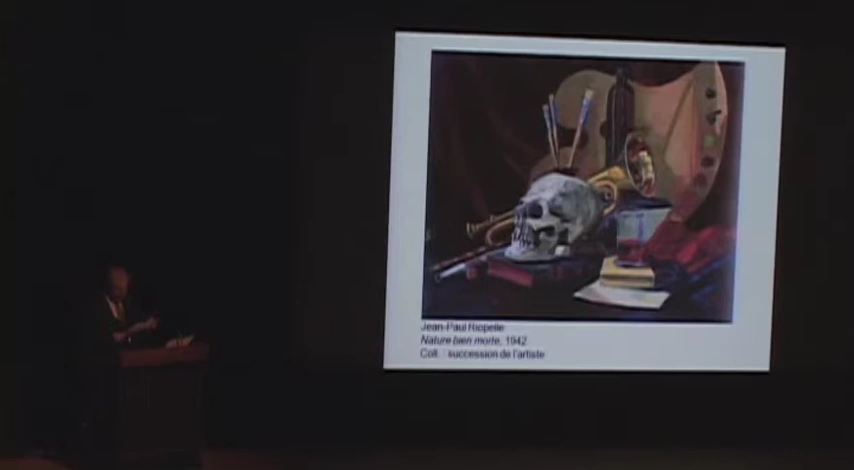 Jean-Paul Riopelle
Nature bien morte, 1942
Coll. : succession de l'artiste